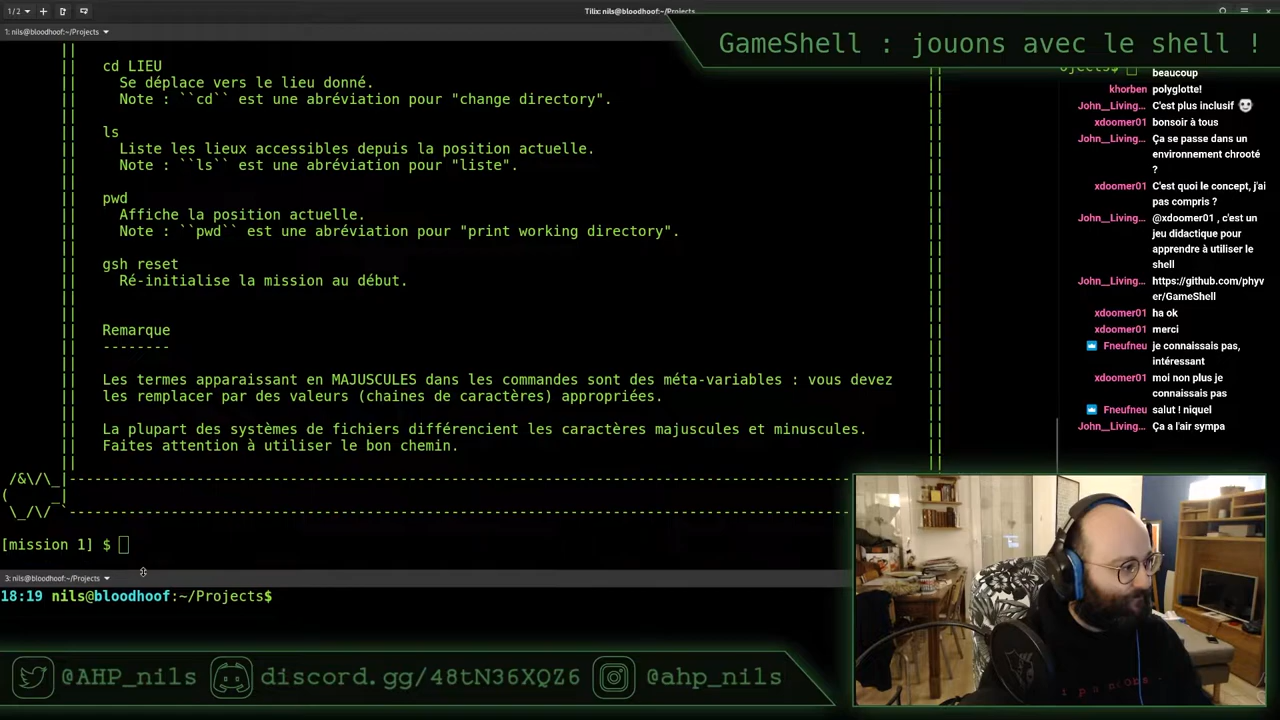 1 / 2
Tilix: nils@bloodhoof:~/Projects
1: nils@bloodhoof:~/Projects
GameShell : jouons avec le shell !
cd LIEU
Se déplace vers le lieu donné.
Note : ``cd`` est une abréviation pour "change directory".
ls
Liste les lieux accessibles depuis la position actuelle.
Note : ``ls`` est une abréviation pour "liste".
pwd
Affiche la position actuelle.
Note : ``pwd`` est une abréviation pour "print working directory".
gsh reset
Ré-initialise la mission au début.
Remarque
--------
Les termes apparaissant en MAJUSCULES dans les commandes sont des méta-variables : vous devez
les remplacer par des valeurs (chaines de caractères) appropriées.
La plupart des systèmes de fichiers différencient les caractères majuscules et minuscules.
Faites attention à utiliser le bon chemin.
[mission 1] $
3: nils@bloodhoof:~/Projects
18:19 nils@bloodhoof:~/Projects$
beaucoup
khorben polyglotte!
John__Living... C'est plus inclusif
xdoomer01 bonsoir à tous
John__Living... Ça se passe dans un
environnement chrooté
?
xdoomer01 C'est quoi le concept, j'ai
pas compris ?
John__Living... @xdoomer01 , c'est un
jeu didactique pour
apprendre à utiliser le
shell
John__Living... https://github.com/phyv
er/GameShell
xdoomer01 ha ok
xdoomer01 merci
Fneufneu je connaissais pas,
intéressant
xdoomer01 moi non plus je
connaissais pas
Fneufneu salut ! niquel
John__Living... Ça a l'air sympa
@AHP_nils
discord.gg/48tN36XQZ6
@ahp_nils